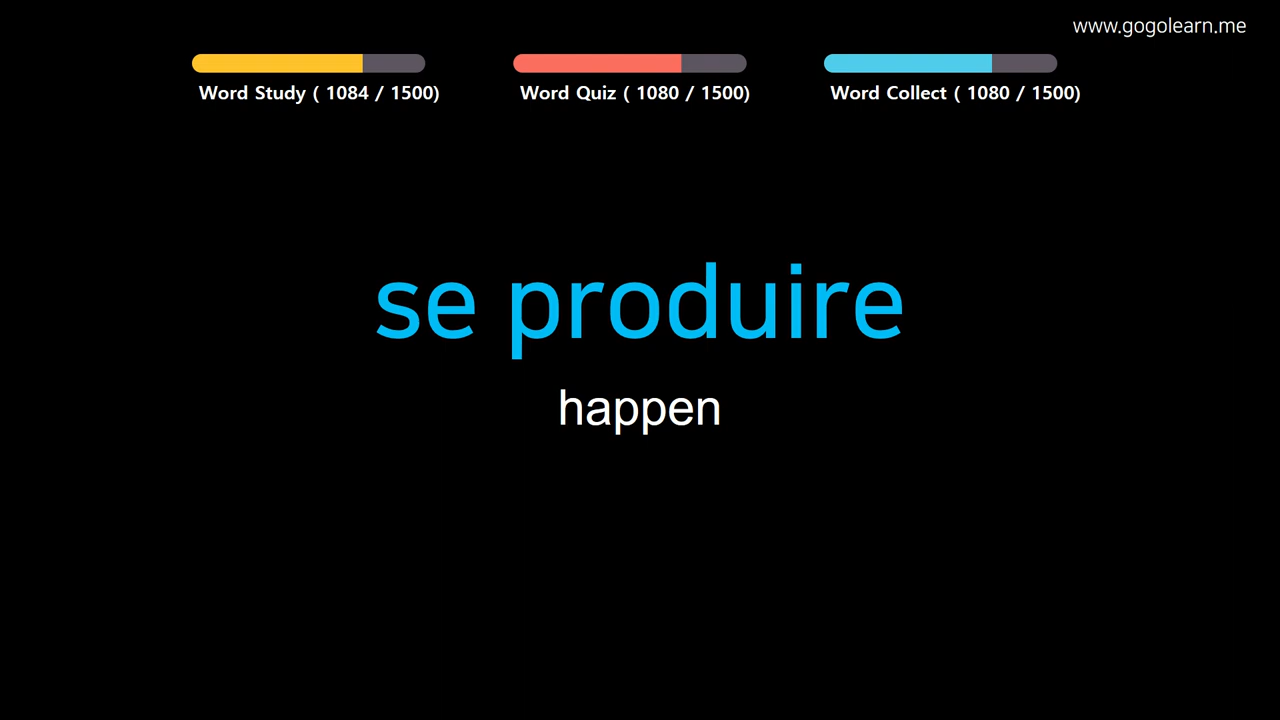 www.gogolearn.me
Word Study ( 1084 / 1500)
Word Quiz ( 1080 / 1500)
Word Collect ( 1080 / 1500)
se produire
happen